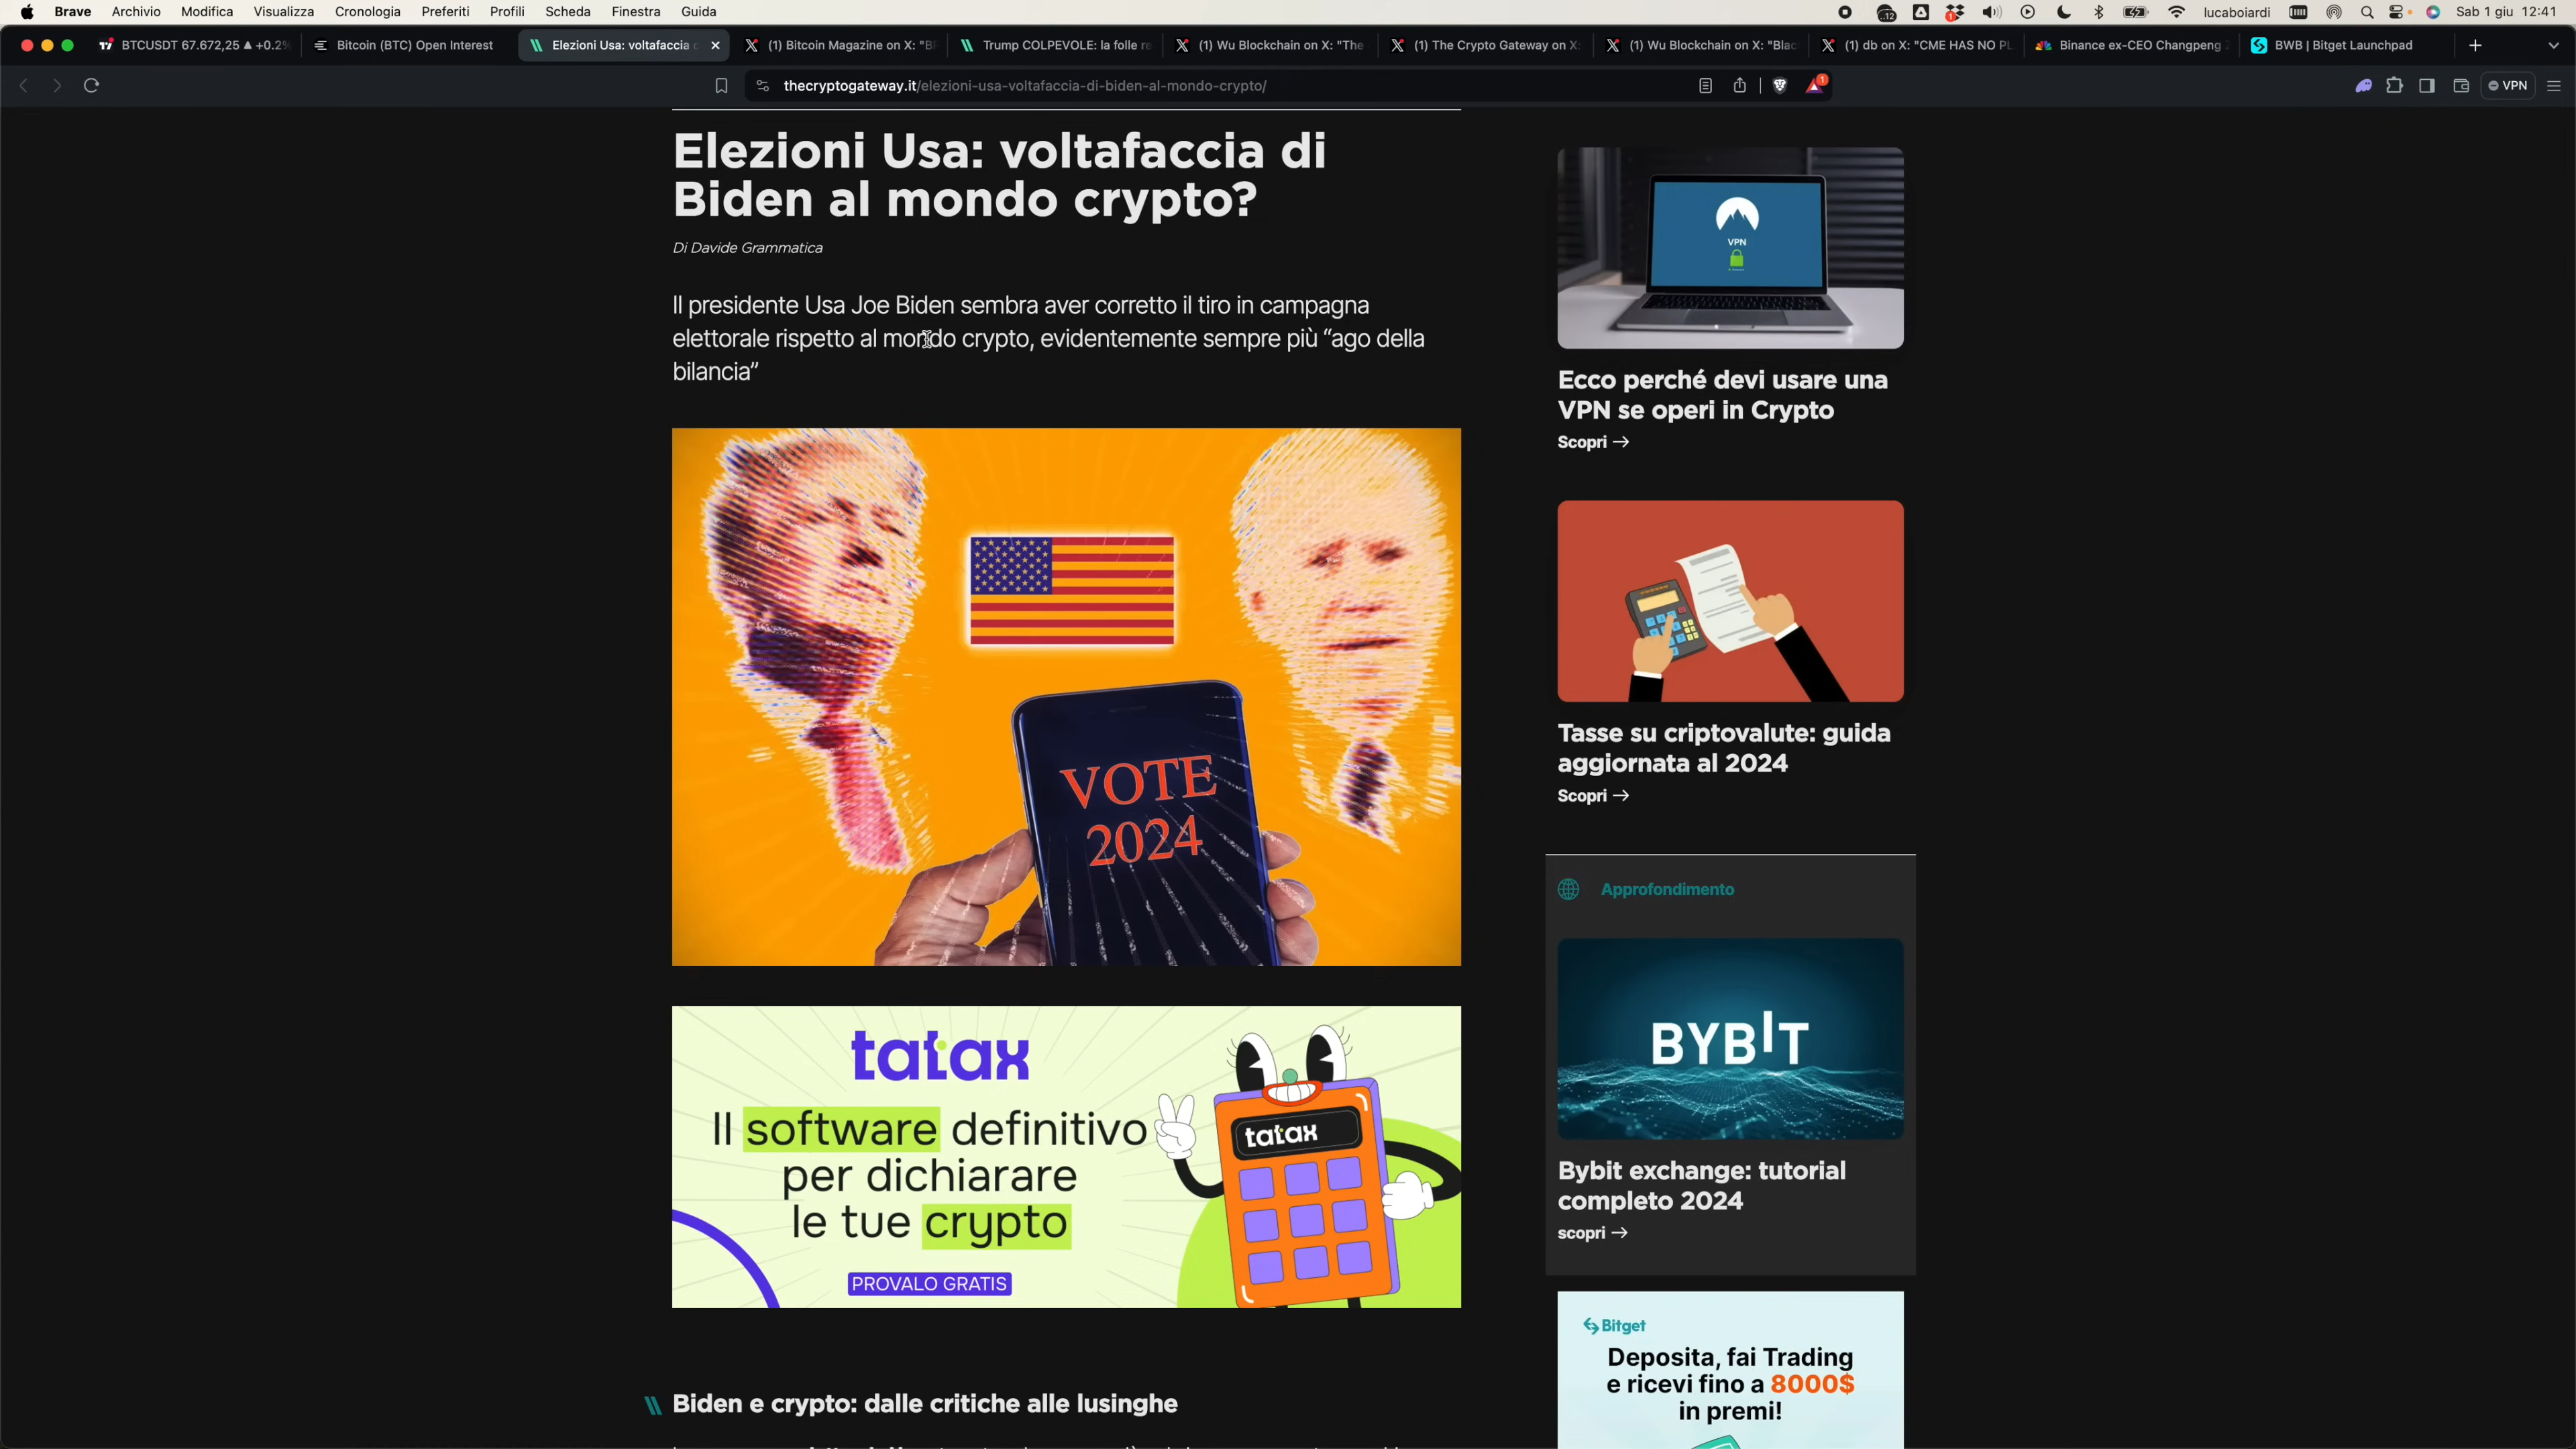 Brave Archivio Modifica Visualizza Cronologia Preferiti Profili Scheda Finestra Guida
12 1 lucaboiardi Sab 1 giu 12:41
BTCUSDT 67.672,25 ▲ +0.2%
Bitcoin (BTC) Open Interest
Elezioni Usa: voltafaccia
(1) Bitcoin Magazine on X:
Trump COLPEVOLE: la folle
(1) Wu Blockchain on X: "The
(1) The Crypto Gateway on X:
(1) Wu Blockchain on X:
(1) db on X: "CME HAS NO
Binance ex-CEO Changpeng
BWB | Bitget Launchpad
thecryptogateway.it/elezioni-usa-voltafaccia-di-biden-al-mondo-crypto/
1
VPN
Elezioni Usa: voltafaccia di
Biden al mondo crypto?
Di Davide Grammatica
Il presidente Usa Joe Biden sembra aver corretto il tiro in campagna
elettorale rispetto al mondo crypto, evidentemente sempre più “ago della
bilancia”
VOTE
2024
tatax
Il software definitivo
per dichiarare
le tue crypto
PROVALO GRATIS
tatax
Biden e crypto: dalle critiche alle lusinghe
VPN
Ecco perché devi usare una
VPN se operi in Crypto
Scopri →
Tasse su criptovalute: guida
aggiornata al 2024
Scopri →
Approfondimento
BYBIT
Bybit exchange: tutorial
completo 2024
scopri →
Bitget
Deposita, fai Trading
e ricevi fino a 8000$
in premi!